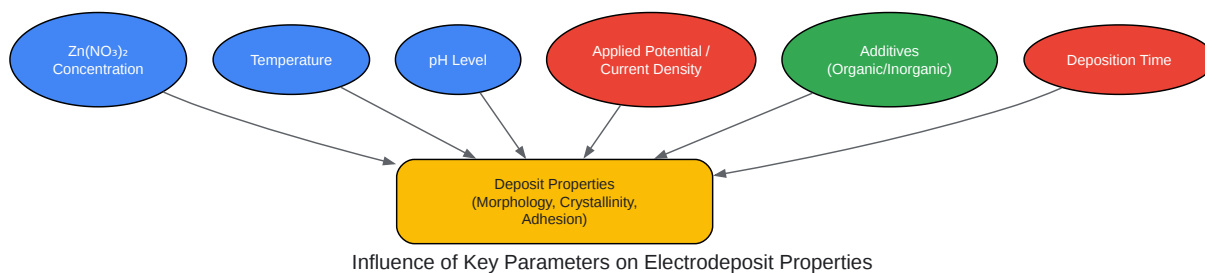 Zn(NO₃)₂
Concentration
Temperature
pH Level
Applied Potential /
Current Density
Additives
(Organic/Inorganic)
Deposition Time
Deposit Properties
(Morphology, Crystallinity,
Adhesion)
Influence of Key Parameters on Electrodeposit Properties